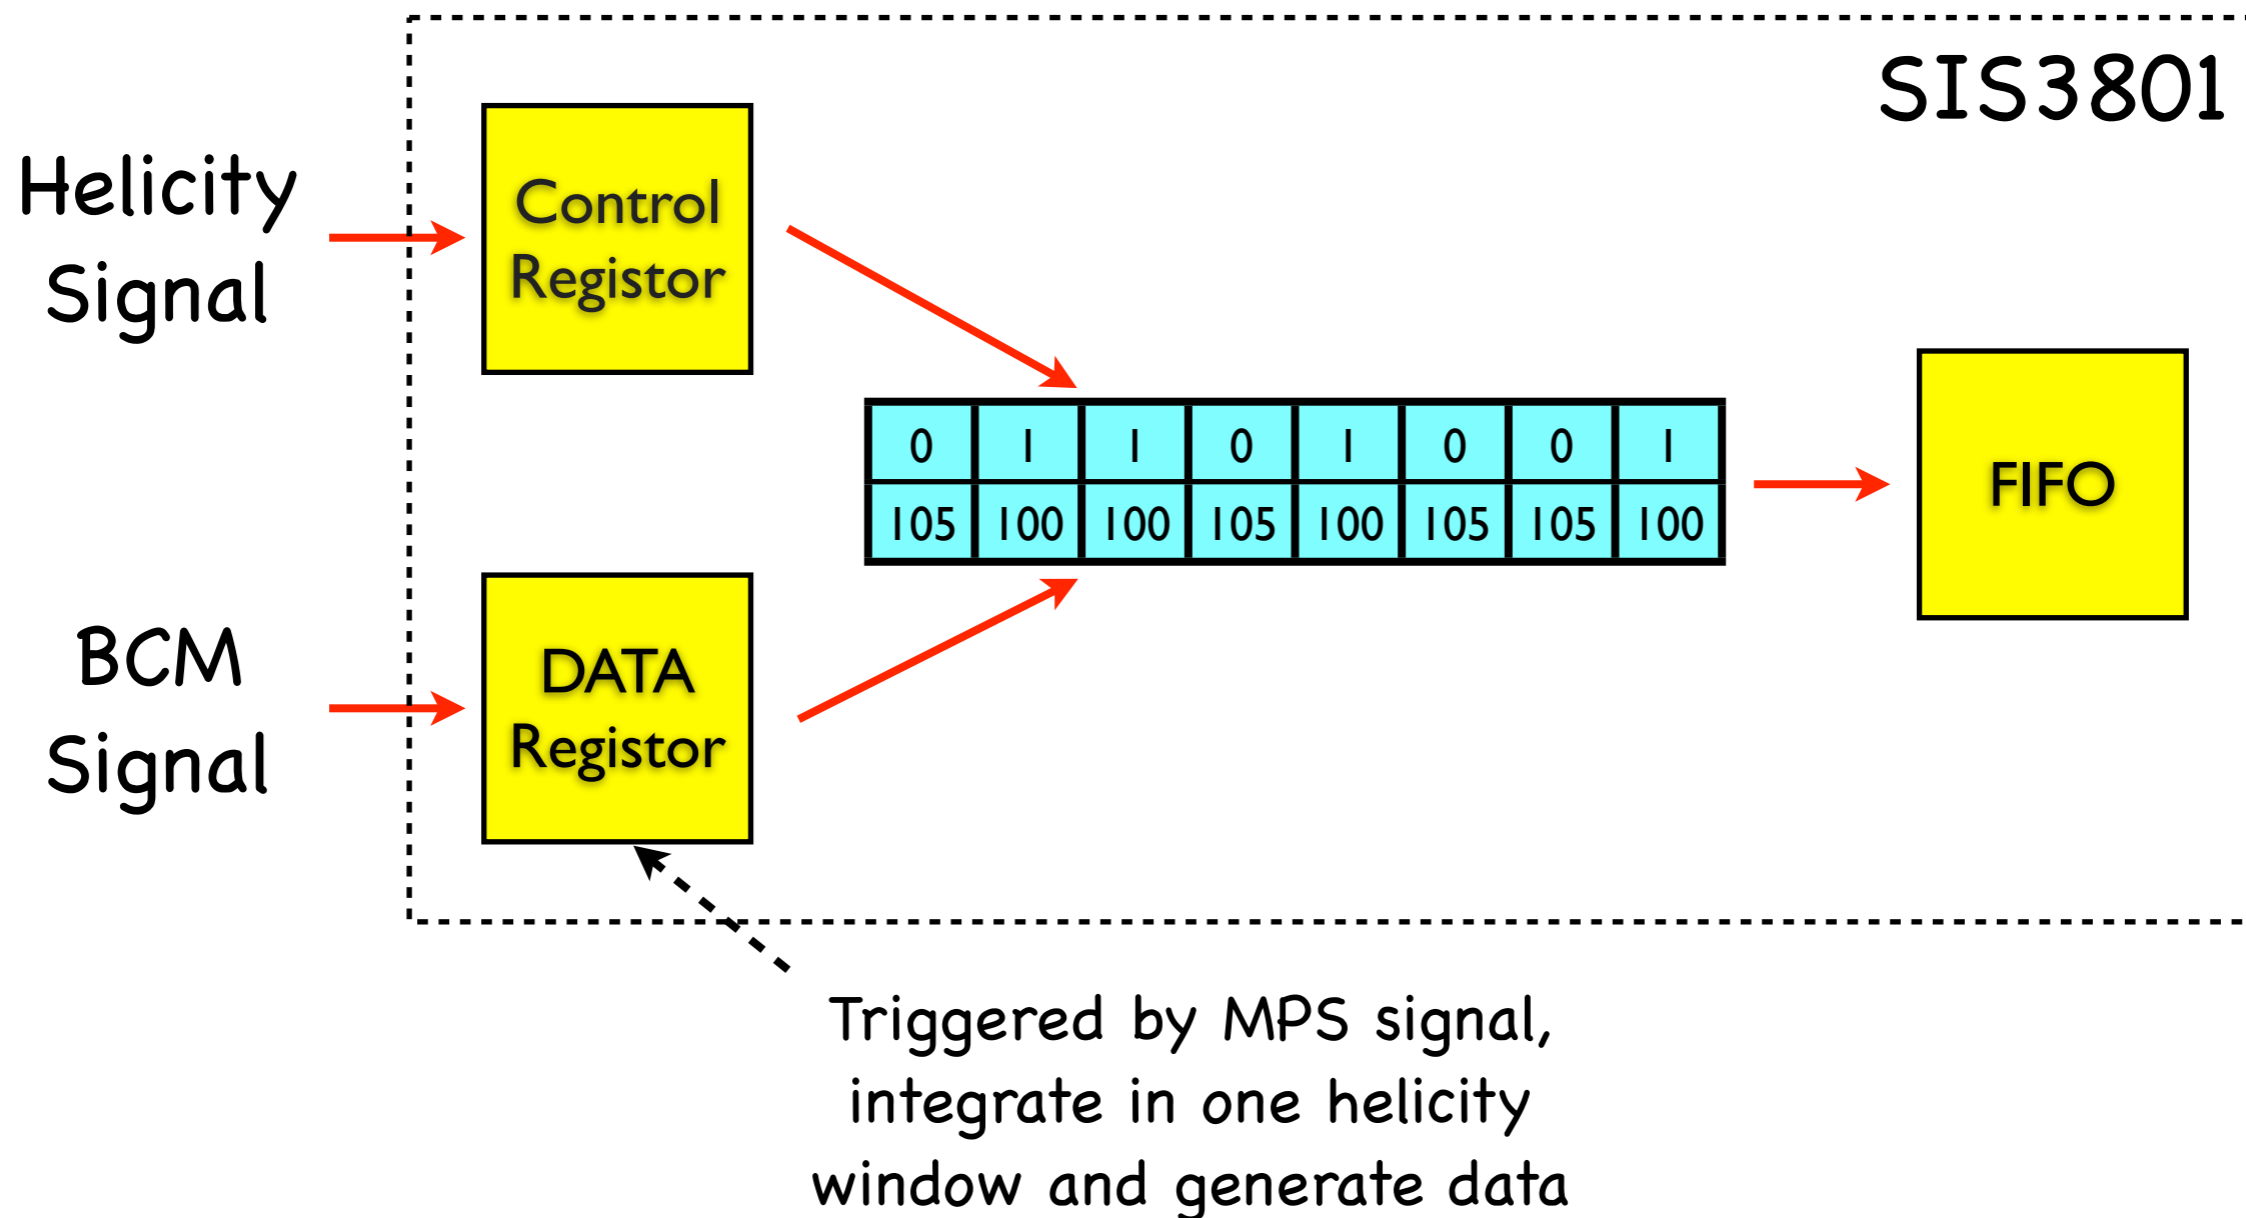 SIS3801
Helicity
Signal
Control
Registor
0 1 1 0 1 0 0 1
105 100 100 105 100 105 105 100
FIFO
BCM
Signal
DATA
Registor
Triggered by MPS signal,
integrate in one helicity
window and generate data